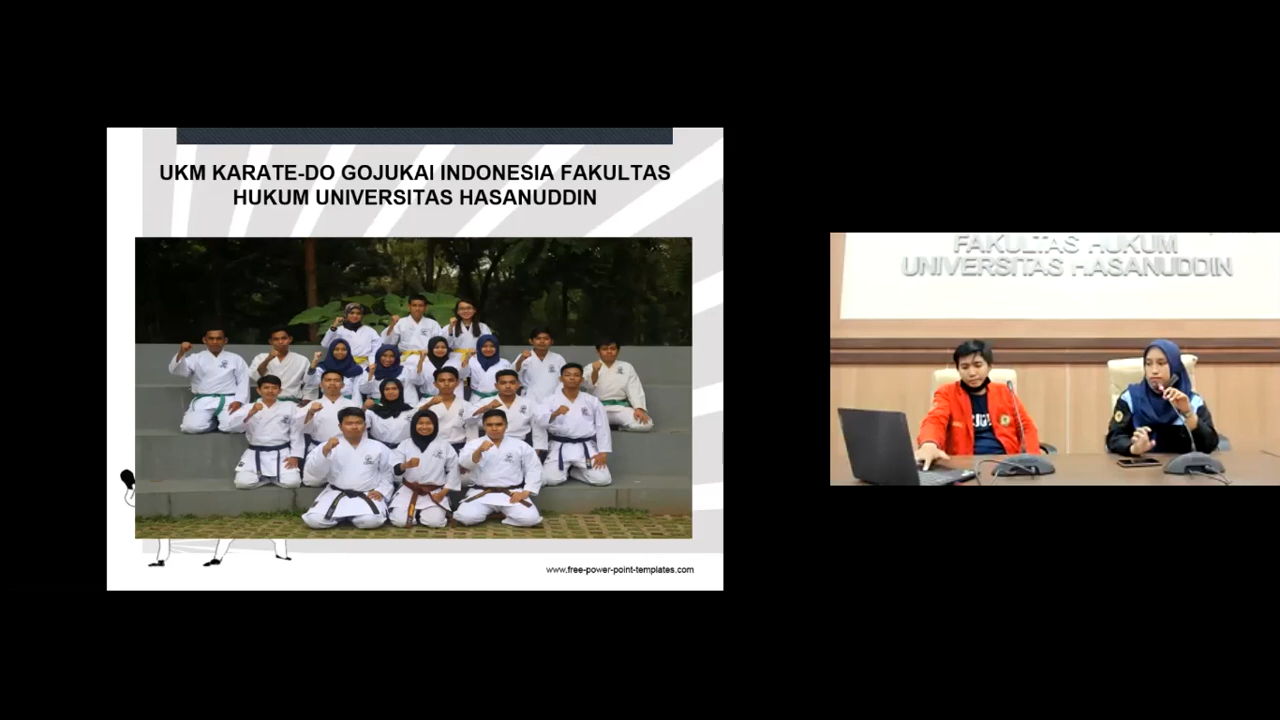 UKM KARATE-DO GOJUKAI INDONESIA FAKULTAS
HUKUM UNIVERSITAS HASANUDDIN
www.free-power-point-templates.com
FAKULTAS HUKUM
UNIVERSITAS HASANUDDIN